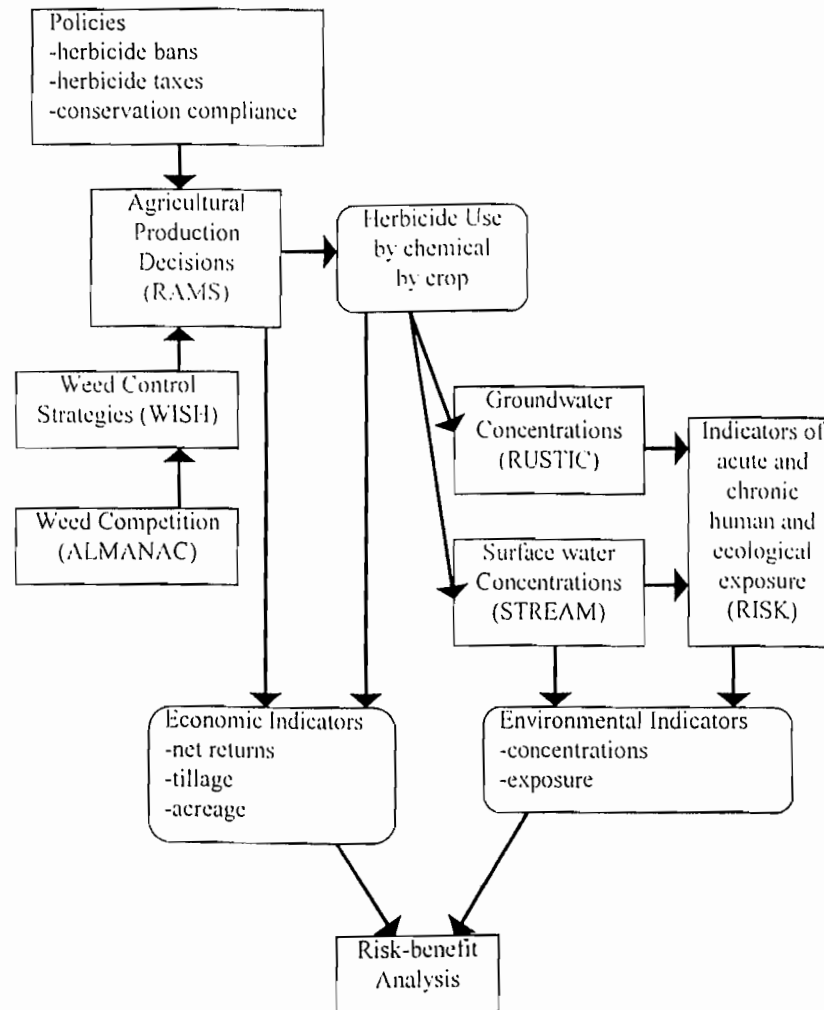 Policies
-herbicide bans
-herbicide taxes
-conservation compliance
Agricultural
Production
Decisions
(RAMS)
Herbicide Use
by chemical
by crop
Weed Control
Strategies (WISH)
Weed Competition
(ALMANAC)
Groundwater
Concentrations
(RUSTIC)
Surface water
Concentrations
(STREAM)
Indicators of
acute and
chronic
human and
ecological
exposure
(RISK)
Economic Indicators
-net returns
-tillage
-acreage
Environmental Indicators
-concentrations
-exposure
Risk-benefit
Analysis